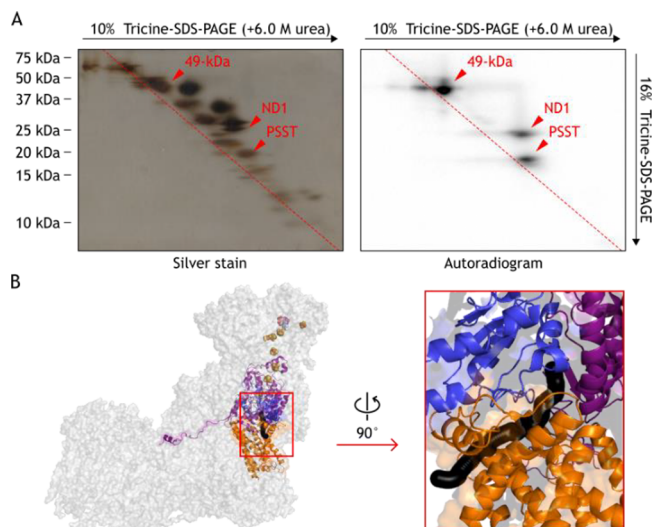 A
10% Tricine-SDS-PAGE (+6.0 M urea)
10% Tricine-SDS-PAGE (+6.0 M urea)
75 kDa
50 kDa
37 kDa
25 kDa
20 kDa
15 kDa
10 kDa
49-kDa
ND1
PSST
49-kDa
ND1
PSST
16% Tricine-SDS-PAGE
Silver stain
Autoradiogram
B
90°